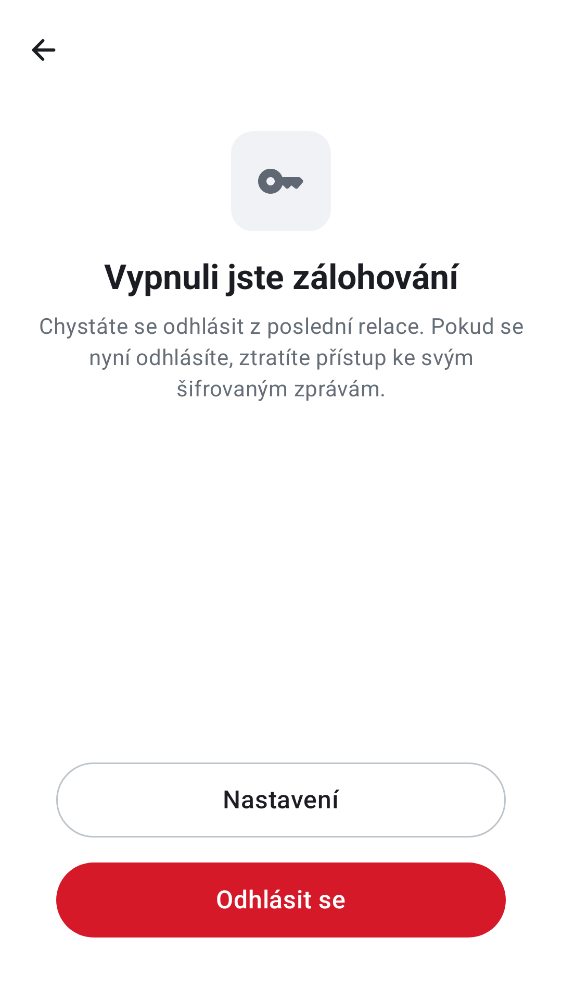 Vypnuli jste zálohování
Chystáte se odhlásit z poslední relace. Pokud se
nyní odhlásíte, ztratíte přístup ke svým
šifrovaným zprávám.
Nastavení
Odhlásit se